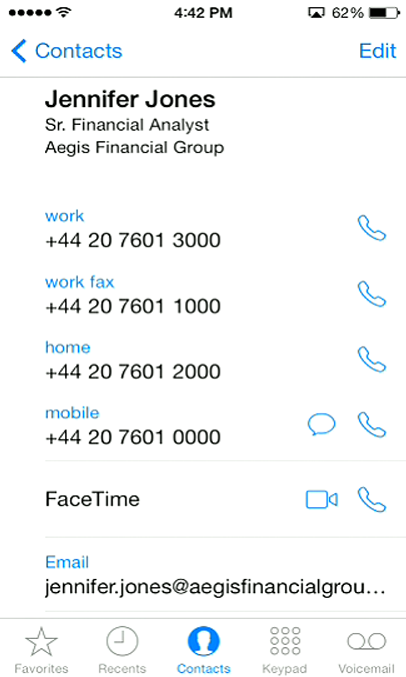 4:42 PM 62%
Contacts Edit
Jennifer Jones
Sr. Financial Analyst
Aegis Financial Group
work
+44 20 7601 3000
work fax
+44 20 7601 1000
home
+44 20 7601 2000
mobile
+44 20 7601 0000
FaceTime
Email
jennifer.jones@aegisfinancialgrou...
Favorites Recents Contacts Keypad Voicemail